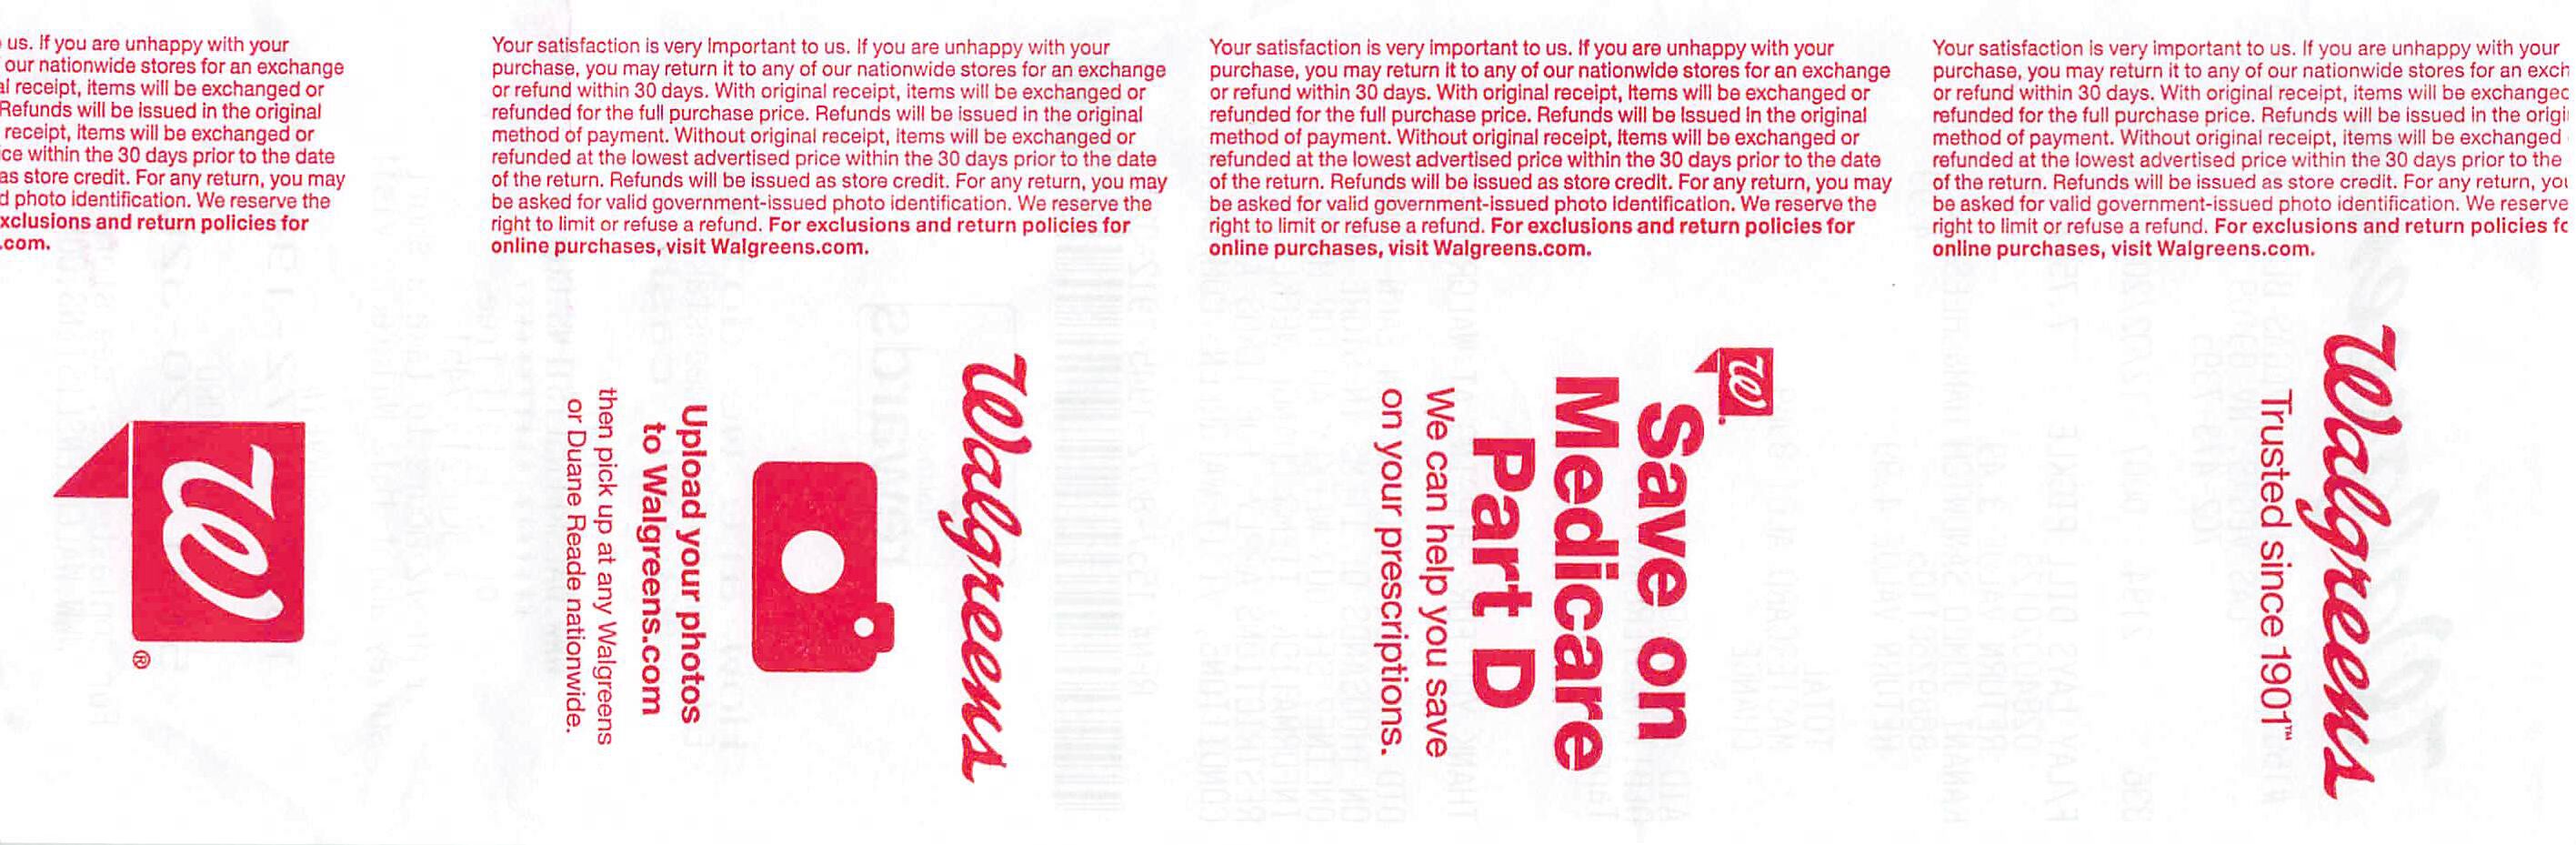 us. If you are unhappy with your
our nationwide stores for an exchange
al receipt, items will be exchanged or
Refunds will be issued in the original
receipt, items will be exchanged or
ice within the 30 days prior to the date
as store credit. For any return, you may
d photo identification. We reserve the
xclusions and return policies for
.com.
W
®
Your satisfaction is very important to us. If you are unhappy with your
purchase, you may return it to any of our nationwide stores for an exchange
or refund within 30 days. With original receipt, items will be exchanged or
refunded for the full purchase price. Refunds will be issued in the original
method of payment. Without original receipt, items will be exchanged or
refunded at the lowest advertised price within the 30 days prior to the date
of the return. Refunds will be issued as store credit. For any return, you may
be asked for valid government-issued photo identification. We reserve the
right to limit or refuse a refund. For exclusions and return policies for
online purchases, visit Walgreens.com.
Walgreens
Upload your photos
to Walgreens.com
then pick up at any Walgreens
or Duane Reade nationwide.
Your satisfaction is very important to us. If you are unhappy with your
purchase, you may return it to any of our nationwide stores for an exchange
or refund within 30 days. With original receipt, items will be exchanged or
refunded for the full purchase price. Refunds will be issued in the original
method of payment. Without original receipt, items will be exchanged or
refunded at the lowest advertised price within the 30 days prior to the date
of the return. Refunds will be issued as store credit. For any return, you may
be asked for valid government-issued photo identification. We reserve the
right to limit or refuse a refund. For exclusions and return policies for
online purchases, visit Walgreens.com.
W
®
Save on
Medicare
Part D
We can help you save
on your prescriptions.
Your satisfaction is very important to us. If you are unhappy with your
purchase, you may return it to any of our nationwide stores for an exch
or refund within 30 days. With original receipt, items will be exchanged
refunded for the full purchase price. Refunds will be issued in the origi
method of payment. Without original receipt, items will be exchanged
refunded at the lowest advertised price within the 30 days prior to the
of the return. Refunds will be issued as store credit. For any return, you
be asked for valid government-issued photo identification. We reserve
right to limit or refuse a refund. For exclusions and return policies fo
online purchases, visit Walgreens.com.
Walgreens
Trusted since 1901™